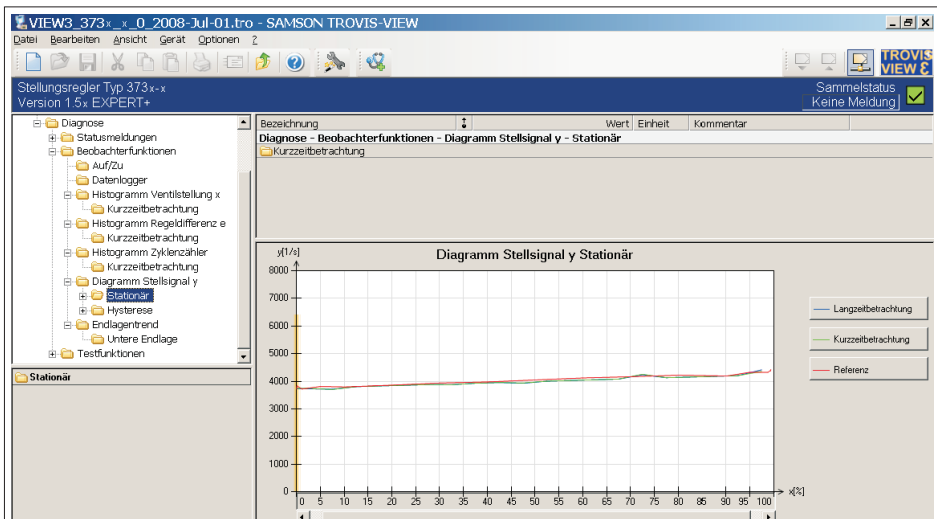 VIEW3_373x_x_0_2008-Jul-01.tro - SAMSON TROVIS-VIEW
Datei Bearbeiten Ansicht Gerät Optionen ?
TROVIS
VIEW 3
Stellungsregler Typ 373x-x
Version 1.5x EXPERT+
Sammelstatus
Keine Meldung
Diagnose
Statusmeldungen
Beobachterfunktionen
Auf/Zu
Datenlogger
Histogramm Ventilstellung x
Kurzzeitbetrachtung
Histogramm Regeldifferenz e
Kurzzeitbetrachtung
Histogramm Zyklenzähler
Kurzzeitbetrachtung
Diagramm Stellsignal y
Stationär
Hysterese
Endlagentrend
Untere Endlage
Testfunktionen
Stationär
Bezeichnung Wert Einheit Kommentar
Diagnose - Beobachterfunktionen - Diagramm Stellsignal y - Stationär
Kurzzeitbetrachtung
Diagramm Stellsignal y Stationär
y[1/s]
8000
7000
6000
5000
4000
3000
2000
1000
0
0 5 10 15 20 25 30 35 40 45 50 55 60 65 70 75 80 85 90 95 100
x[%]
Langzeitbetrachtung
Kurzzeitbetrachtung
Referenz